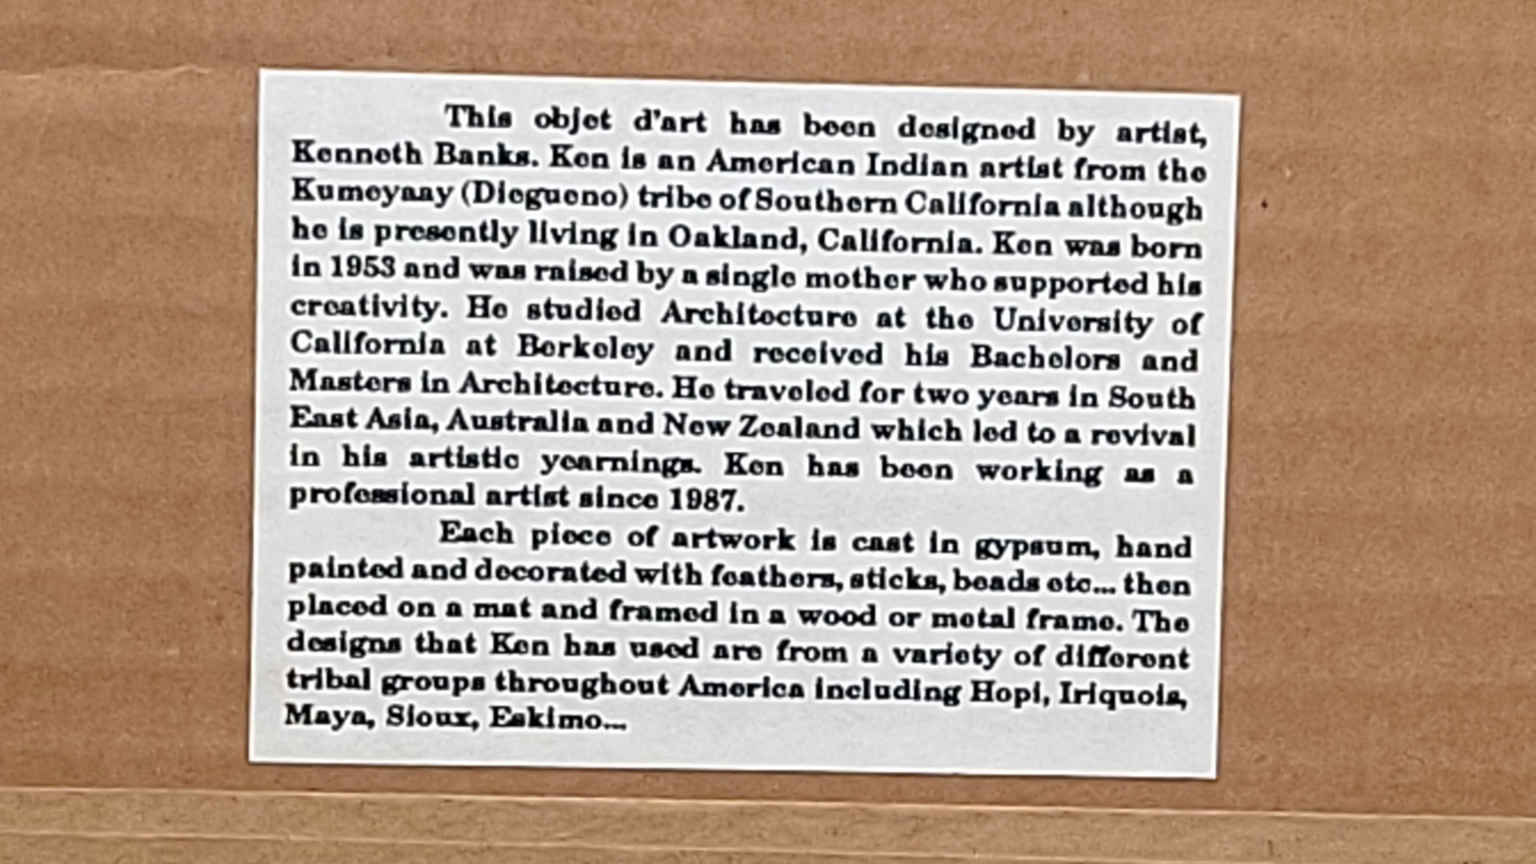 This objet d'art has been designed by artist,
Kenneth Banks. Ken is an American Indian artist from the
Kumeyaay (Diegueno) tribe of Southern California although
he is presently living in Oakland, California. Ken was born
in 1953 and was raised by a single mother who supported his
creativity. He studied Architecture at the University of
California at Berkeley and received his Bachelors and
Masters in Architecture. He traveled for two years in South
East Asia, Australia and New Zealand which led to a revival
in his artistic yearnings. Ken has been working as a
professional artist since 1987.
Each piece of artwork is cast in gypsum, hand
painted and decorated with feathers, sticks, beads etc... then
placed on a mat and framed in a wood or metal frame. The
designs that Ken has used are from a variety of different
tribal groups throughout America including Hopi, Iriquois,
Maya, Sioux, Eskimo...